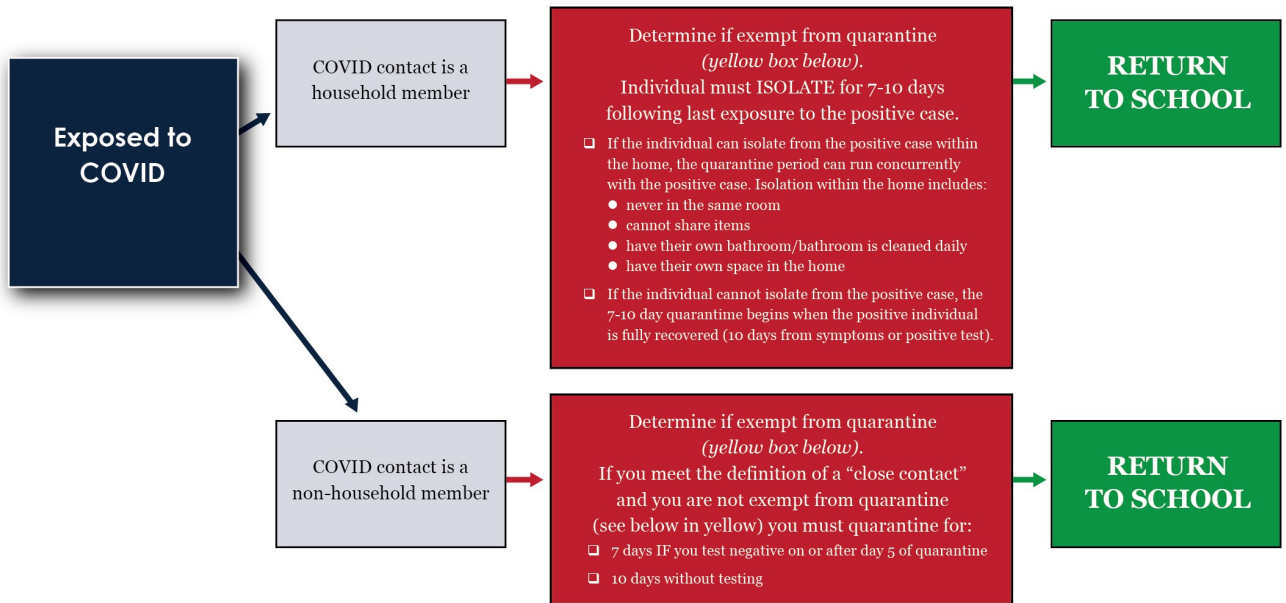 Exposed to
COVID
COVID contact is a
household member
Determine if exempt from quarantine
(yellow box below).
Individual must ISOLATE for 7-10 days
following last exposure to the positive case.
If the individual can isolate from the positive case within
the home, the quarantine period can run concurrently
with the positive case. Isolation within the home includes:
never in the same room
cannot share items
have their own bathroom/bathroom is cleaned daily
have their own space in the home
If the individual cannot isolate from the positive case, the
7-10 day quarantime begins when the positive individual
is fully recovered (10 days from symptoms or positive test).
RETURN
TO SCHOOL
COVID contact is a
non-household member
Determine if exempt from quarantine
(yellow box below).
If you meet the definition of a “close contact”
and you are not exempt from quarantine
(see below in yellow) you must quarantine for:
7 days IF you test negative on or after day 5 of quarantine
10 days without testing
RETURN
TO SCHOOL